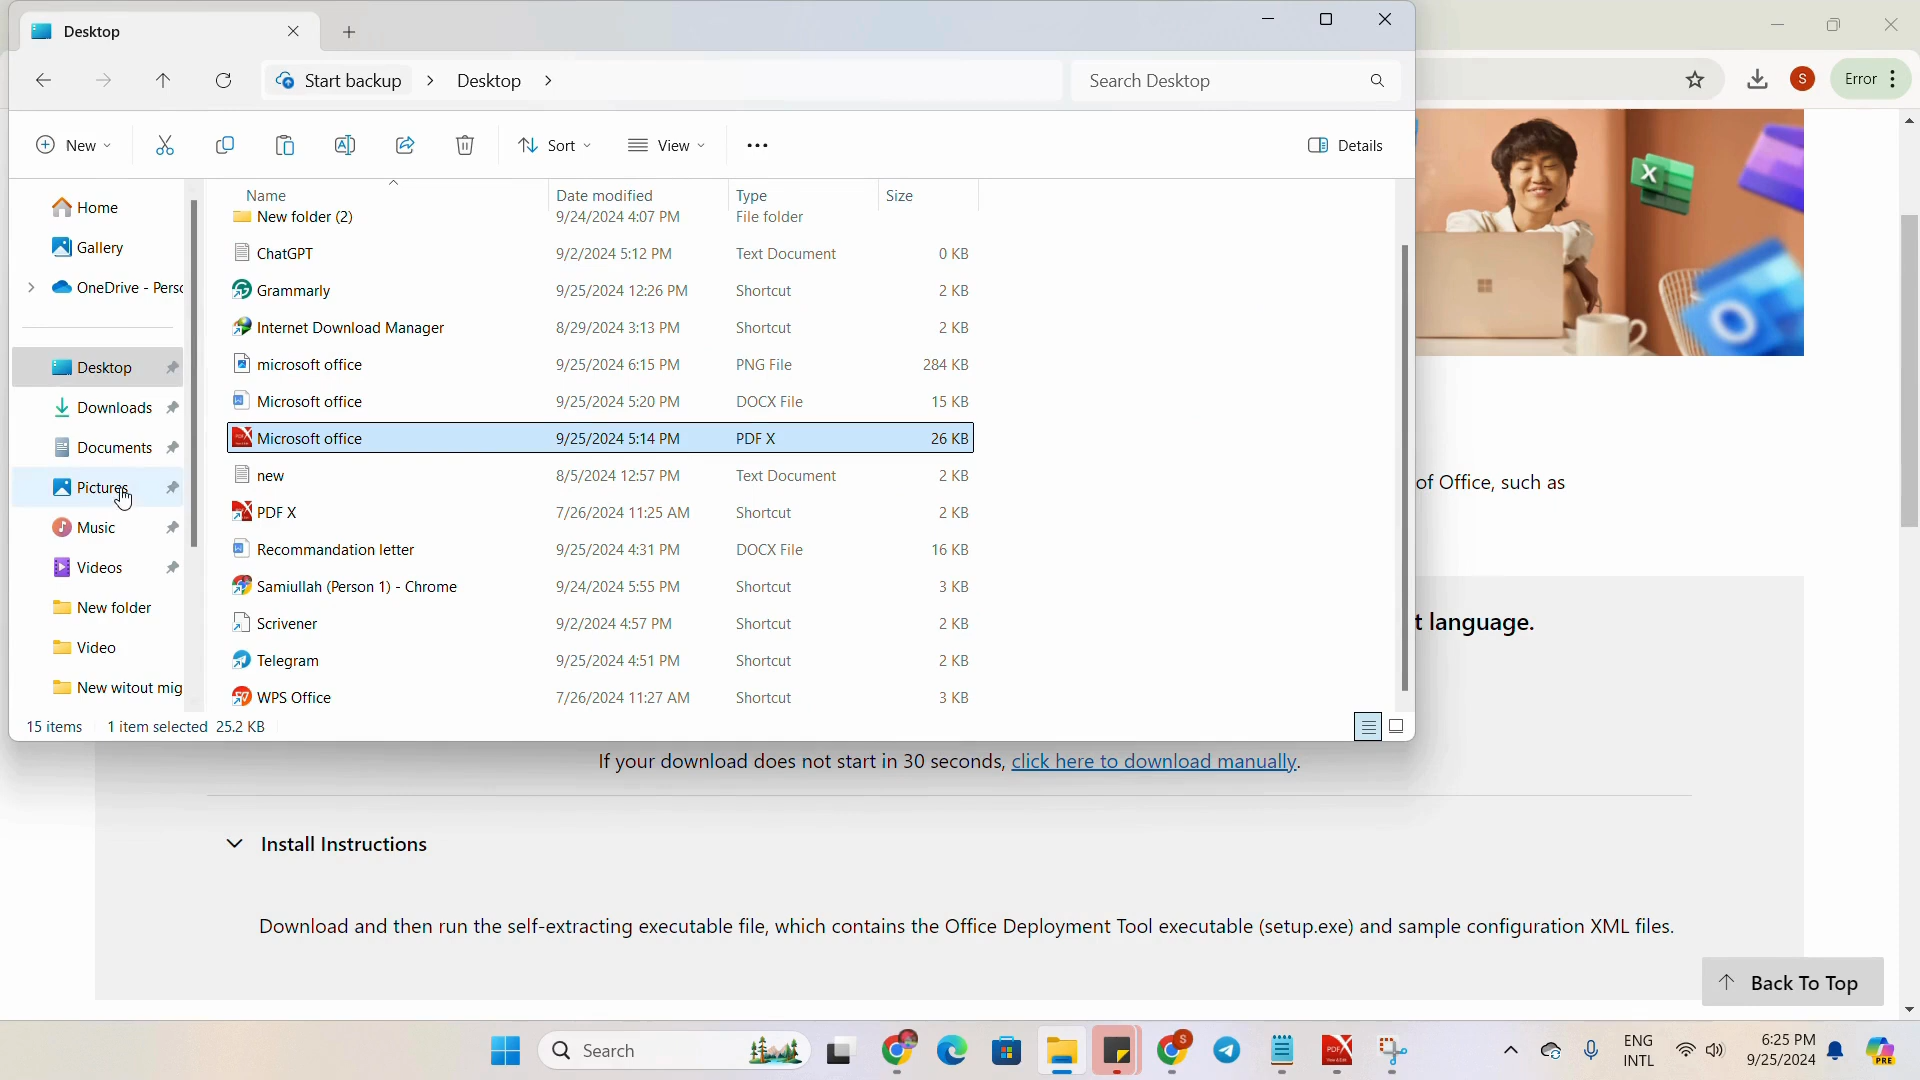 Desktop
Error
S
Start backup > Desktop >
Search Desktop
New
Sort
View
Details
Home
Gallery
OneDrive - Perso
Desktop
Downloads
Documents
Pictures
Music
Videos
New folder
Video
New witout mig
Name Date modified Type Size
New folder (2) 9/24/2024 4:07 PM File folder
ChatGPT 9/2/2024 5:12 PM Text Document 0 KB
Grammarly 9/25/2024 12:26 PM Shortcut 2 KB
Internet Download Manager 8/29/2024 3:13 PM Shortcut 2 KB
microsoft office 9/25/2024 6:15 PM PNG File 284 KB
Microsoft office 9/25/2024 5:20 PM DOCX File 15 KB
Microsoft office 9/25/2024 5:14 PM PDF X 26 KB
new 8/5/2024 12:57 PM Text Document 2 KB
PDF X 7/26/2024 11:25 AM Shortcut 2 KB
Recommandation letter 9/25/2024 4:31 PM DOCX File 16 KB
Samiullah (Person 1) - Chrome 9/24/2024 5:55 PM Shortcut 3 KB
Scrivener 9/2/2024 4:57 PM Shortcut 2 KB
Telegram 9/25/2024 4:51 PM Shortcut 2 KB
WPS Office 7/26/2024 11:27 AM Shortcut 3 KB
15 items 1 item selected 25.2 KB
of Office, such as
t language.
If your download does not start in 30 seconds, click here to download manually.
Install Instructions
Download and then run the self-extracting executable file, which contains the Office Deployment Tool executable (setup.exe) and sample configuration XML files.
Back To Top
Search
ENG
INTL
6:25 PM
9/25/2024